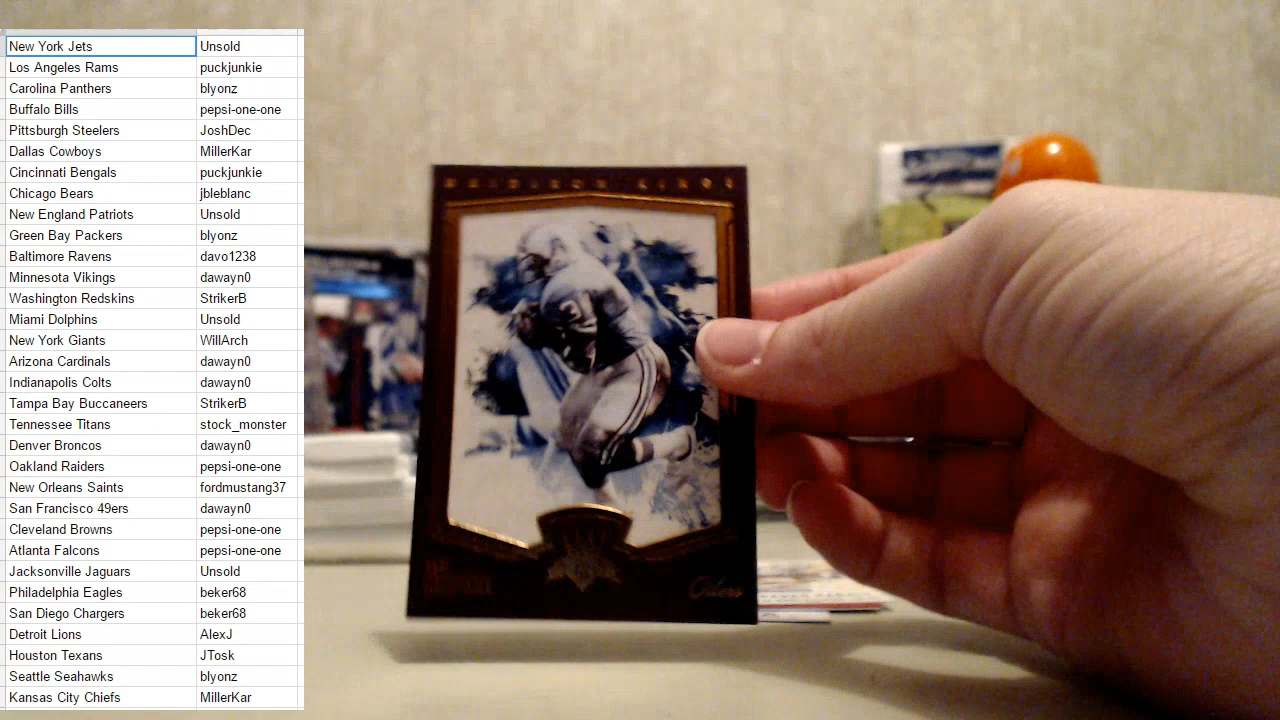 New York Jets Unsold
Los Angeles Rams puckjunkie
Carolina Panthers blyonz
Buffalo Bills pepsi-one-one
Pittsburgh Steelers JoshDec
Dallas Cowboys MillerKar
Cincinnati Bengals puckjunkie
Chicago Bears jbleblanc
New England Patriots Unsold
Green Bay Packers blyonz
Baltimore Ravens davo1238
Minnesota Vikings dawayn0
Washington Redskins StrikerB
Miami Dolphins Unsold
New York Giants WillArch
Arizona Cardinals dawayn0
Indianapolis Colts dawayn0
Tampa Bay Buccaneers StrikerB
Tennessee Titans stock_monster
Denver Broncos dawayn0
Oakland Raiders pepsi-one-one
New Orleans Saints fordmustang37
San Francisco 49ers dawayn0
Cleveland Browns pepsi-one-one
Atlanta Falcons pepsi-one-one
Jacksonville Jaguars Unsold
Philadelphia Eagles beker68
San Diego Chargers beker68
Detroit Lions AlexJ
Houston Texans JTosk
Seattle Seahawks blyonz
Kansas City Chiefs MillerKar
GRIDIRON KINGS
Oilers